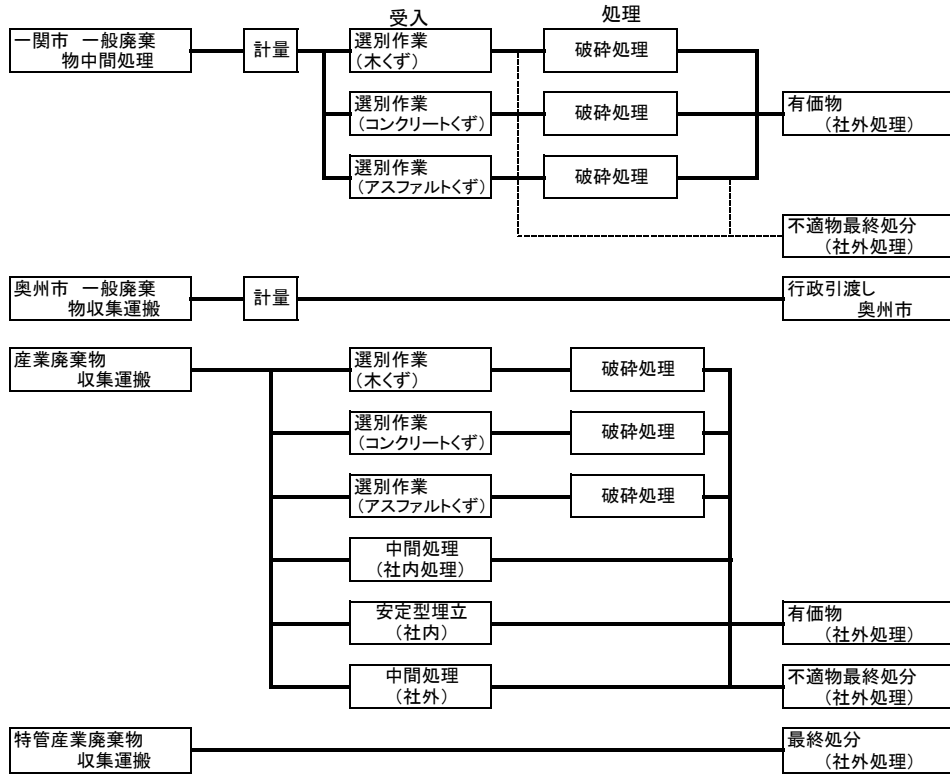 受入
処理
一関市 一般廃棄
物中間処理
計量
選別作業
(木くず)
破砕処理
選別作業
(コンクリートくず)
破砕処理
有価物
(社外処理)
選別作業
(アスファルトくず)
破砕処理
不適物最終処分
(社外処理)
奥州市 一般廃棄
物収集運搬
計量
行政引渡し
奥州市
産業廃棄物
収集運搬
選別作業
(木くず)
破砕処理
選別作業
(コンクリートくず)
破砕処理
選別作業
(アスファルトくず)
破砕処理
中間処理
(社内処理)
安定型埋立
(社内)
有価物
(社外処理)
中間処理
(社外)
不適物最終処分
(社外処理)
特管産業廃棄物
収集運搬
最終処分
(社外処理)